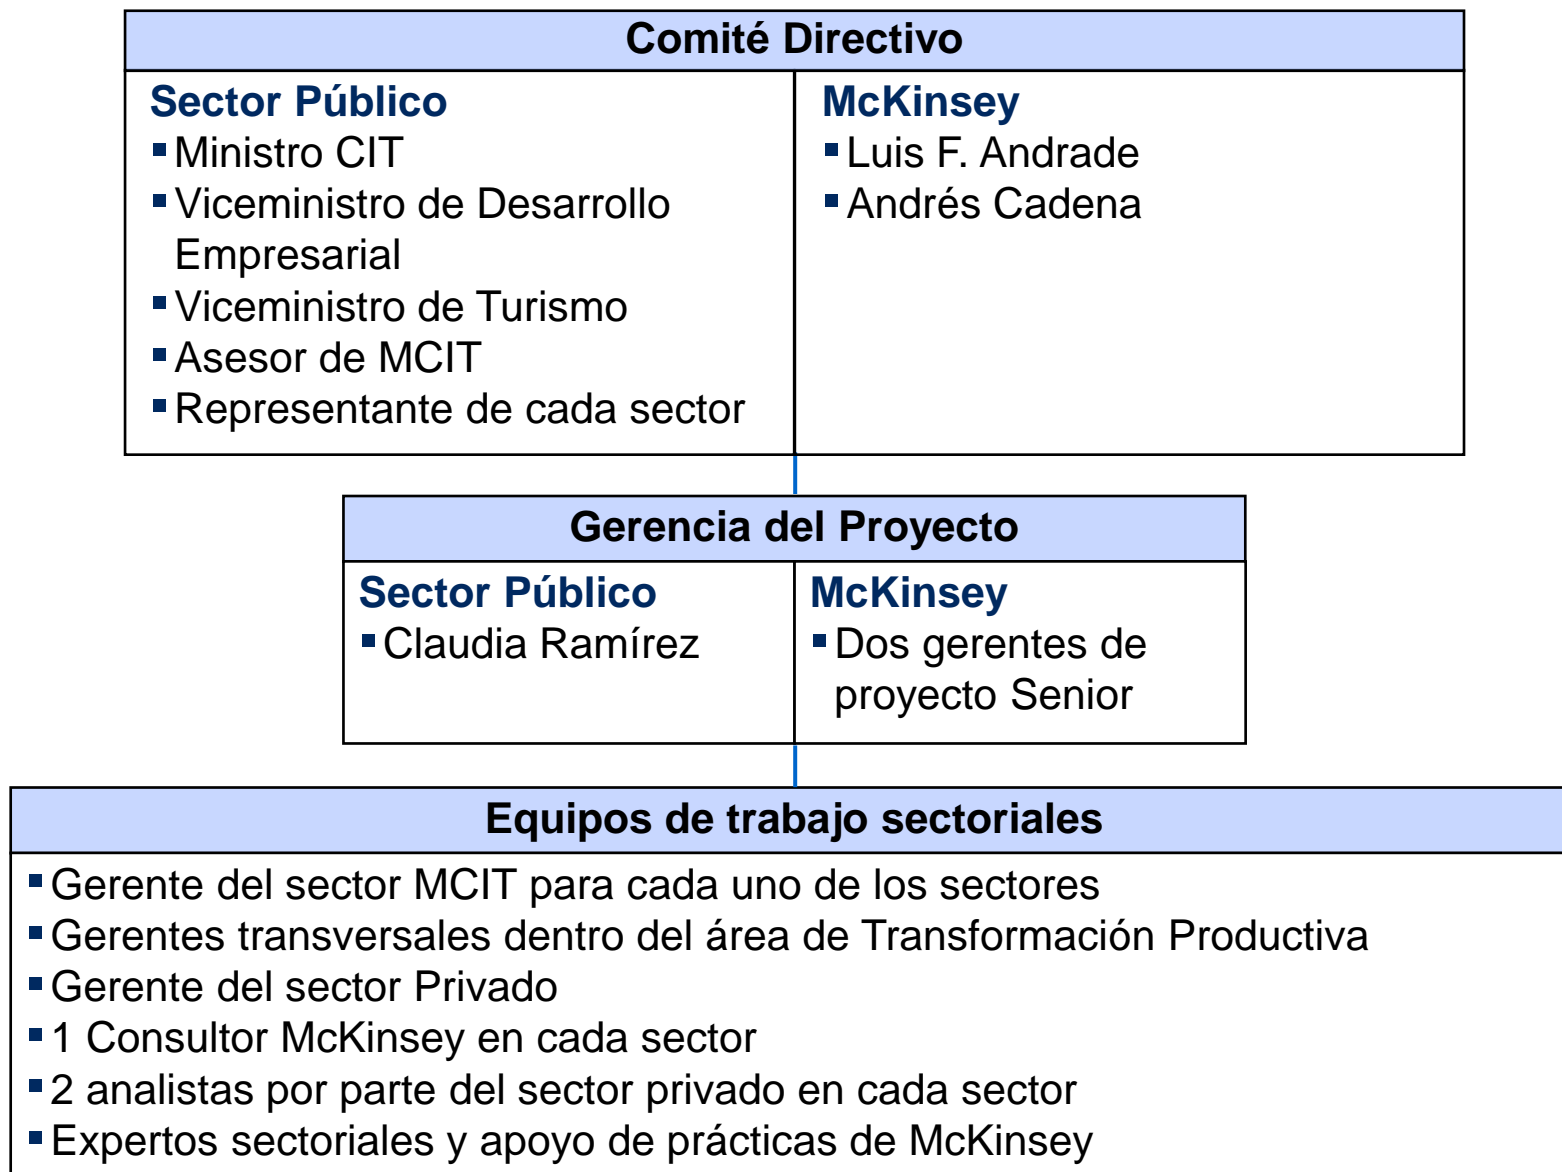 Comité Directivo
Sector Público
▪Ministro CIT
▪Viceministro de Desarrollo
Empresarial
▪Viceministro de Turismo
▪Asesor de MCIT
▪Representante de cada sector
McKinsey
▪Luis F. Andrade
▪Andrés Cadena
Gerencia del Proyecto
Sector Público
▪Claudia Ramírez
McKinsey
▪Dos gerentes de
proyecto Senior
Equipos de trabajo sectoriales
▪Gerente del sector MCIT para cada uno de los sectores
▪Gerentes transversales dentro del área de Transformación Productiva
▪Gerente del sector Privado
▪1 Consultor McKinsey en cada sector
▪2 analistas por parte del sector privado en cada sector
▪Expertos sectoriales y apoyo de prácticas de McKinsey